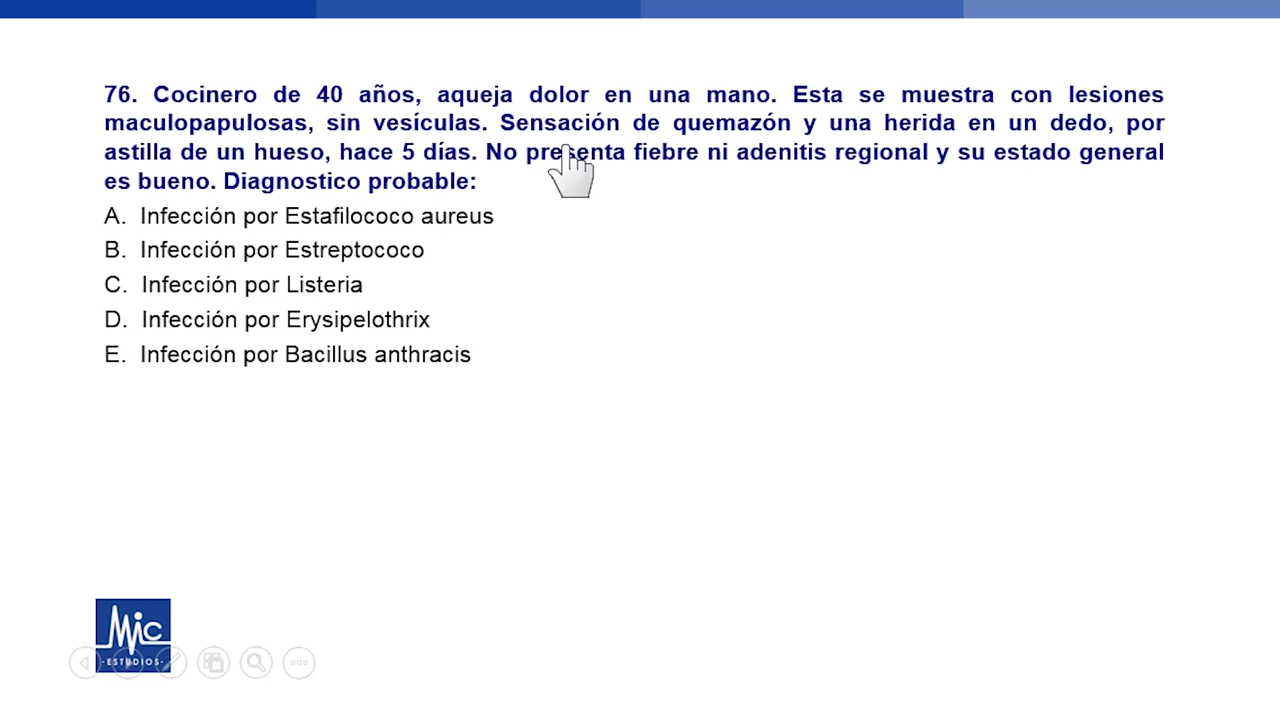 76. Cocinero de 40 años, aqueja dolor en una mano. Esta se muestra con lesiones
maculopapulosas, sin vesículas. Sensación de quemazón y una herida en un dedo, por
astilla de un hueso, hace 5 días. No presenta fiebre ni adenitis regional y su estado general
es bueno. Diagnostico probable:
A. Infección por Estafilococo aureus
B. Infección por Estreptococo
C. Infección por Listeria
D. Infección por Erysipelothrix
E. Infección por Bacillus anthracis
Mic
·ESTUDIOS·